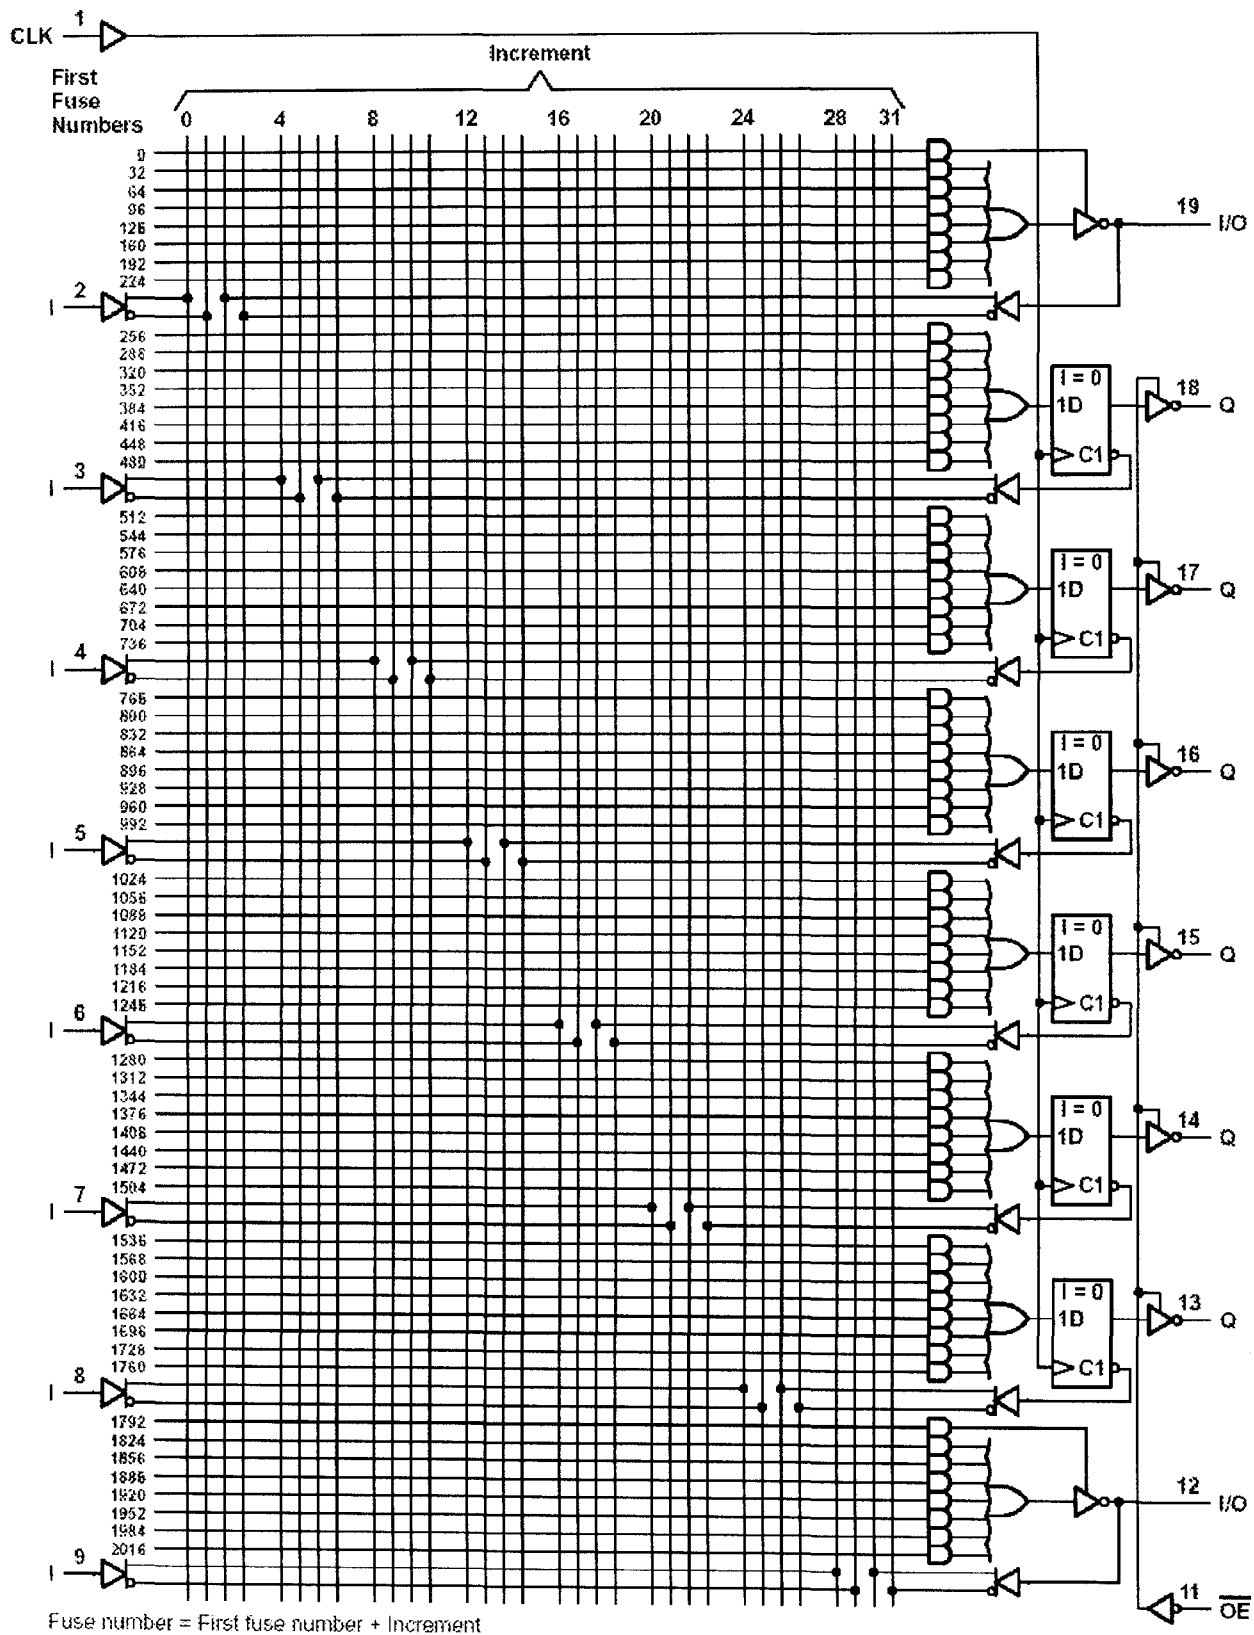 CLK 1
Increment
First
Fuse
Numbers
0 4 8 12 16 20 24 28 31
0
32
64
96
128
160
192
224
19 I/O
I 2
256
288
320
352
384
416
448
480
I = 0
1D
C1
18 Q
I 3
512
544
576
608
640
672
704
736
I = 0
1D
C1
17 Q
I 4
768
800
832
864
896
928
960
992
I = 0
1D
C1
16 Q
I 5
1024
1056
1088
1120
1152
1184
1216
1248
I = 0
1D
C1
15 Q
I 6
1280
1312
1344
1376
1408
1440
1472
1504
I = 0
1D
C1
14 Q
I 7
1536
1568
1600
1632
1664
1696
1728
1760
I = 0
1D
C1
13 Q
I 8
1792
1824
1856
1888
1920
1952
1984
2016
12 I/O
I 9
11 OE
Fuse number = First fuse number + Increment